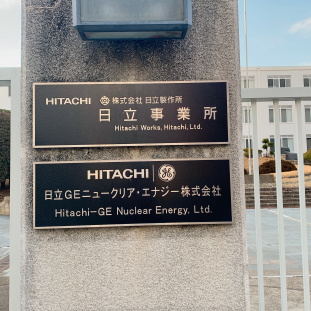 HITACHI 株式会社 日立製作所
日立事業所
Hitachi Works, Hitachi, Ltd.
HITACHI GE
日立GEニュークリア・エナジー株式会社
Hitachi-GE Nuclear Energy, Ltd.